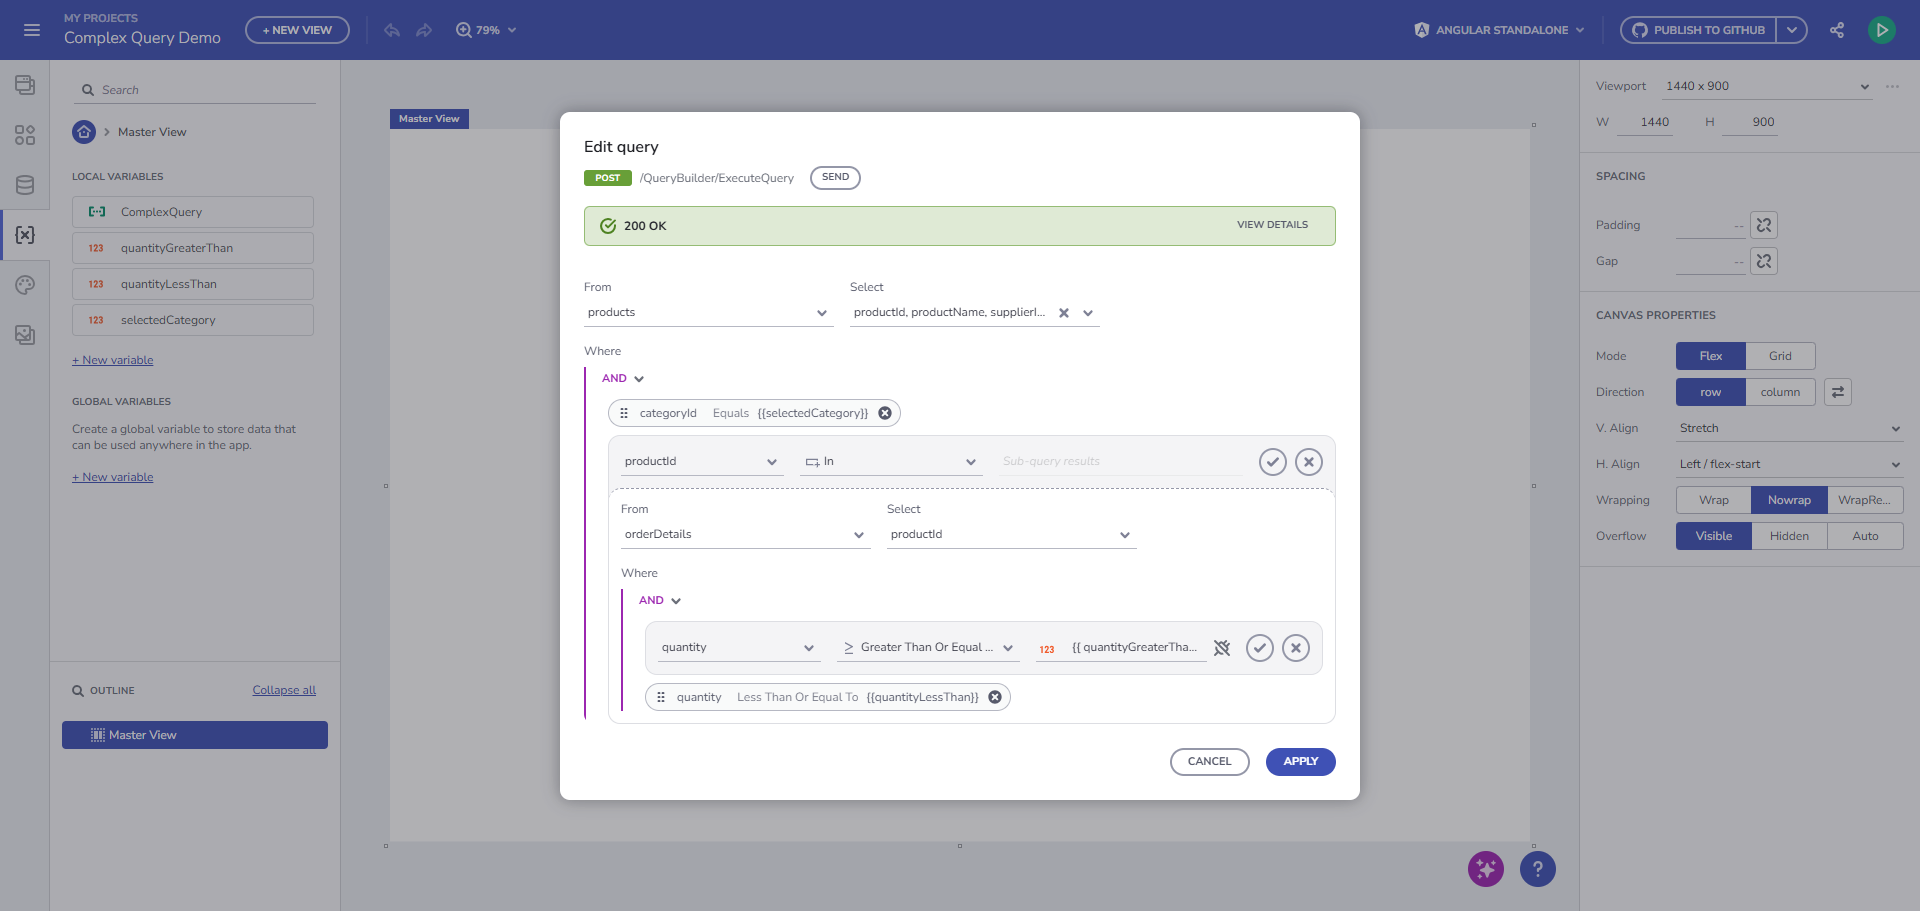 MY PROJECTS
Complex Query Demo
+ NEW VIEW
79%
ANGULAR STANDALONE
PUBLISH TO GITHUB
Search
Master View
LOCAL VARIABLES
ComplexQuery
123 quantityGreaterThan
123 quantityLessThan
123 selectedCategory
+ New variable
GLOBAL VARIABLES
Create a global variable to store data that
can be used anywhere in the app.
+ New variable
OUTLINE
Collapse all
Master View
Master View
Edit query
POST /QueryBuilder/ExecuteQuery SEND
200 OK
VIEW DETAILS
From
Select
products
productId, productName, supplierI...
Where
AND
categoryId Equals {{selectedCategory}}
productId
In
Sub-query results
From
Select
orderDetails
productId
Where
AND
quantity
≥ Greater Than Or Equal ...
123 {{ quantityGreaterTha...
quantity Less Than Or Equal To {{quantityLessThan}}
CANCEL
APPLY
Viewport 1440 x 900
W 1440 H 900
SPACING
Padding --
Gap --
CANVAS PROPERTIES
Mode Flex Grid
Direction row column
V. Align Stretch
H. Align Left / flex-start
Wrapping Wrap Nowrap WrapRe...
Overflow Visible Hidden Auto
?